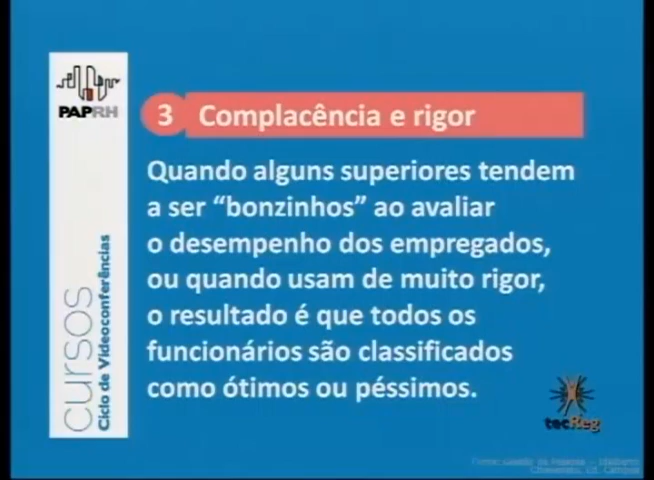 PAPRH
cursos
Ciclo de Videoconferências
3 Complacência e rigor
Quando alguns superiores tendem
a ser “bonzinhos” ao avaliar
o desempenho dos empregados,
ou quando usam de muito rigor,
o resultado é que todos os
funcionários são classificados
como ótimos ou péssimos.
tecReg